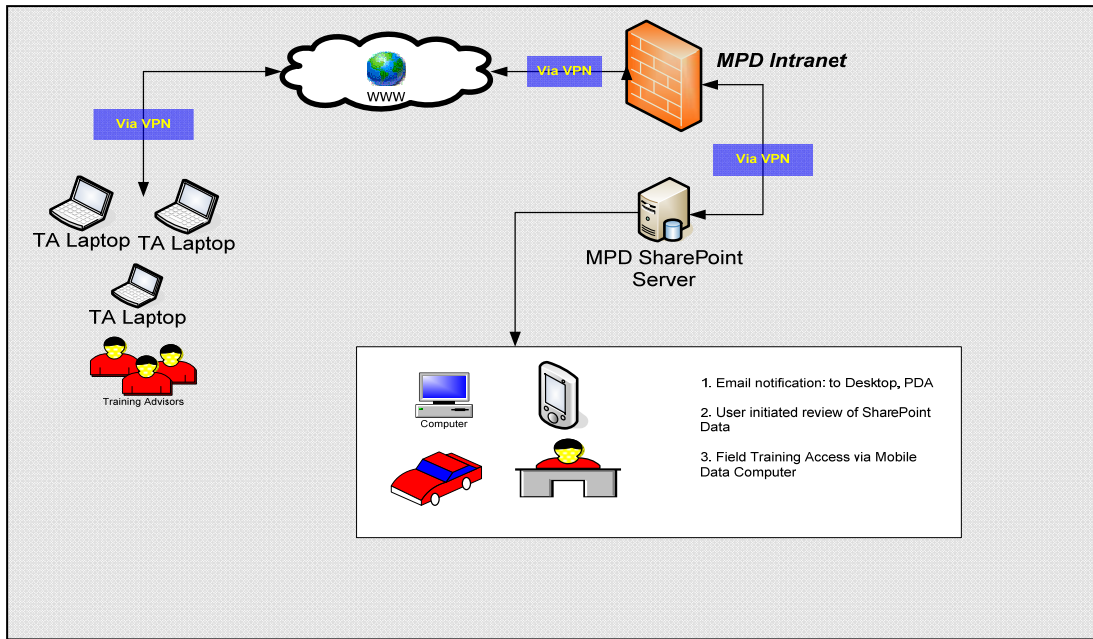 WWW
Via VPN
MPD Intranet
Via VPN
Via VPN
TA Laptop
TA Laptop
TA Laptop
Training Advisors
MPD SharePoint
Server
Computer
1. Email notification: to Desktop, PDA
2. User initiated review of SharePoint
Data
3. Field Training Access via Mobile
Data Computer